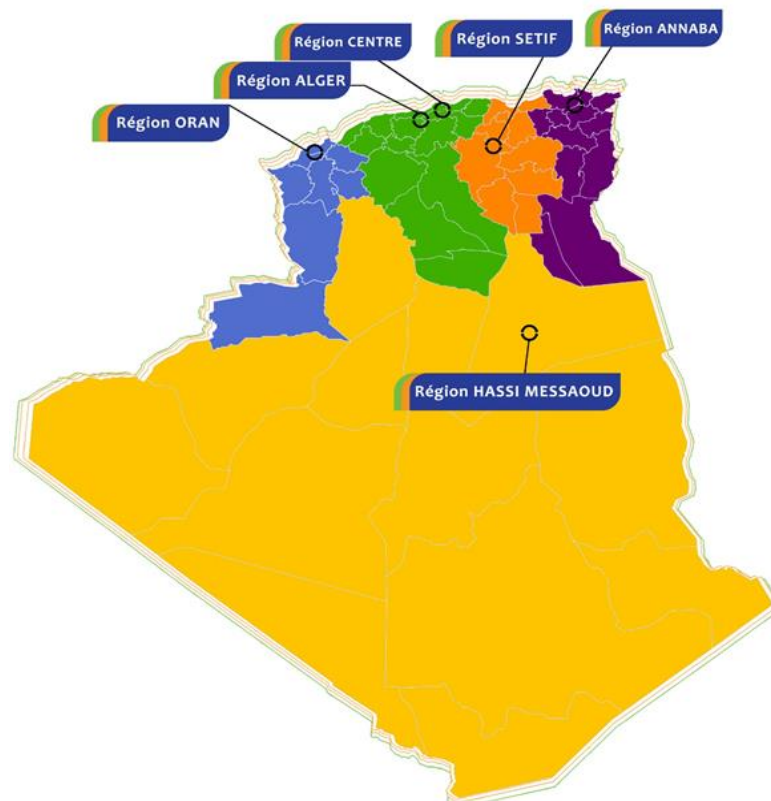 Région CENTRE
Région SETIF
Région ANNABA
Région ALGER
Région ORAN
Région HASSI MESSAOUD